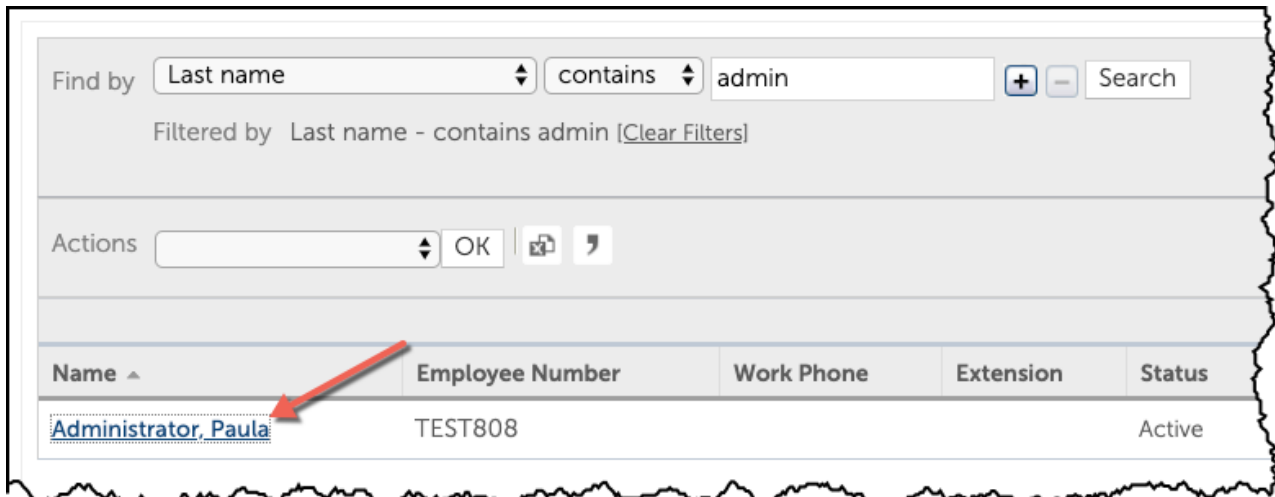 Find by Last name contains admin + - Search
Filtered by Last name - contains admin [Clear Filters]
Actions OK
Name Employee Number Work Phone Extension Status
Administrator, Paula TEST808 Active